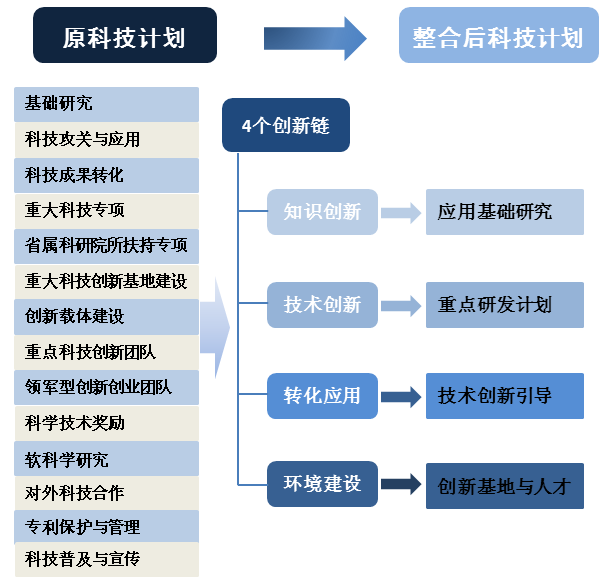 原科技计划
整合后科技计划
基础研究
科技攻关与应用
科技成果转化
重大科技专项
省属科研院所扶持专项
重大科技创新基地建设
创新载体建设
重点科技创新团队
领军型创新创业团队
科学技术奖励
软科学研究
对外科技合作
专利保护与管理
科技普及与宣传
4个创新链
知识创新
应用基础研究
技术创新
重点研发计划
转化应用
技术创新引导
环境建设
创新基地与人才